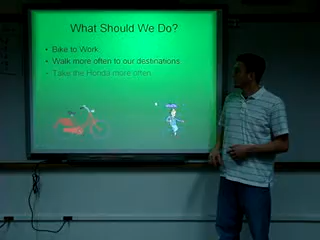 What Should We Do?
• Bike to Work
• Walk more often to our destinations
• Take the Honda more often